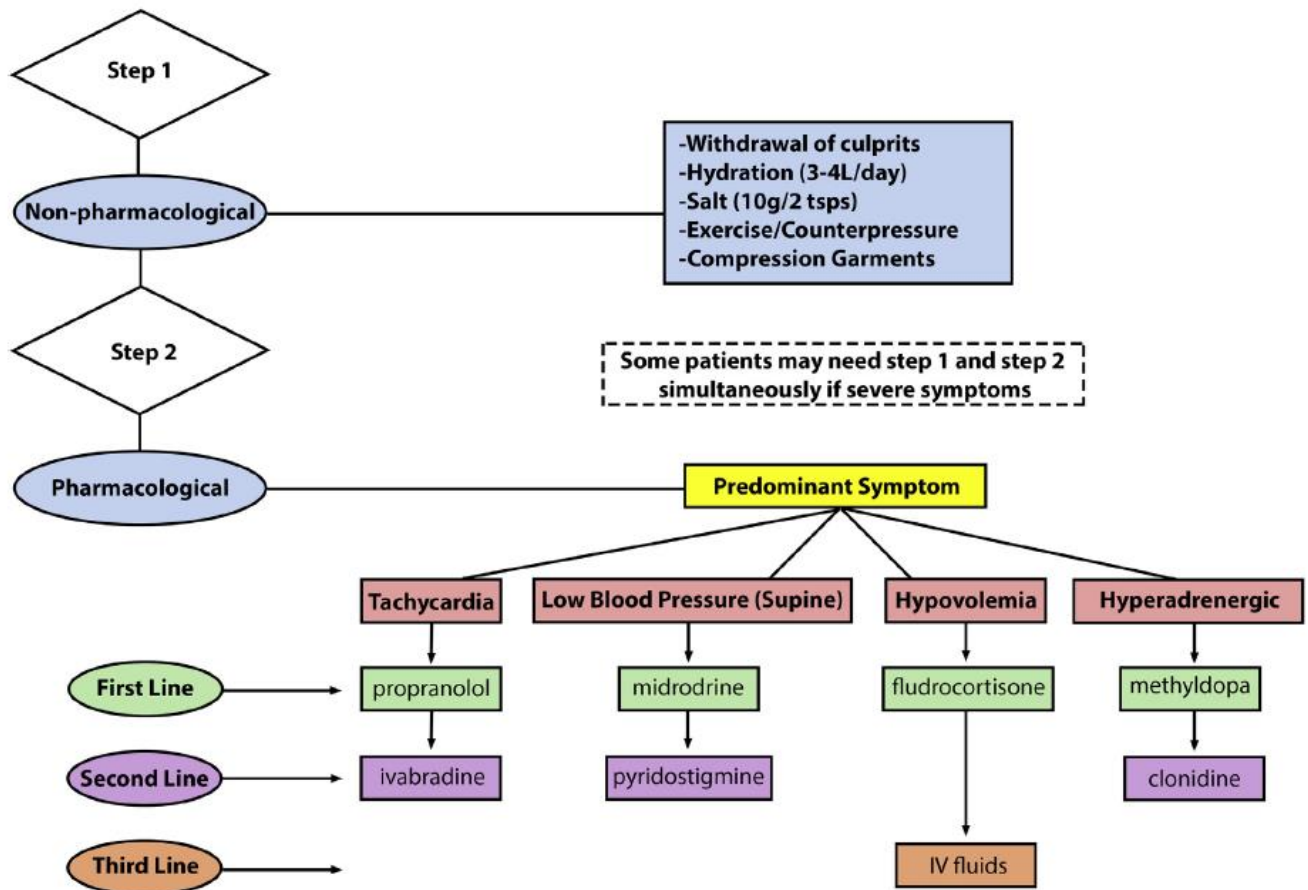 Step 1
Non-pharmacological
-Withdrawal of culprits
-Hydration (3-4L/day)
-Salt (10g/2 tsps)
-Exercise/Counterpressure
-Compression Garments
Step 2
Some patients may need step 1 and step 2
simultaneously if severe symptoms
Pharmacological
Predominant Symptom
Tachycardia
Low Blood Pressure (Supine)
Hypovolemia
Hyperadrenergic
First Line
propranolol
midrodrine
fludrocortisone
methyldopa
Second Line
ivabradine
pyridostigmine
clonidine
Third Line
IV fluids